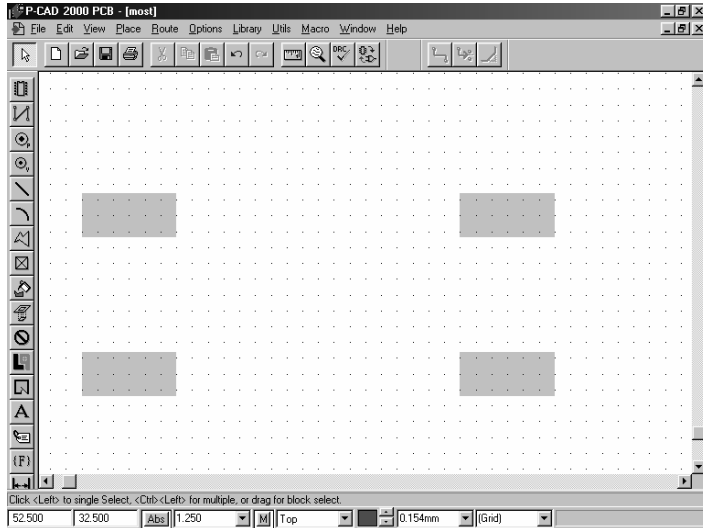 P-CAD 2000 PCB - [most]
File Edit View Place Route Options Library Utils Macro Window Help
DRC
A
{F}
Click <Left> to single Select, <Ctrl><Left> for multiple, or drag for block select.
52.500 32.500 Abs 1.250 M Top 0.154mm (Grid)